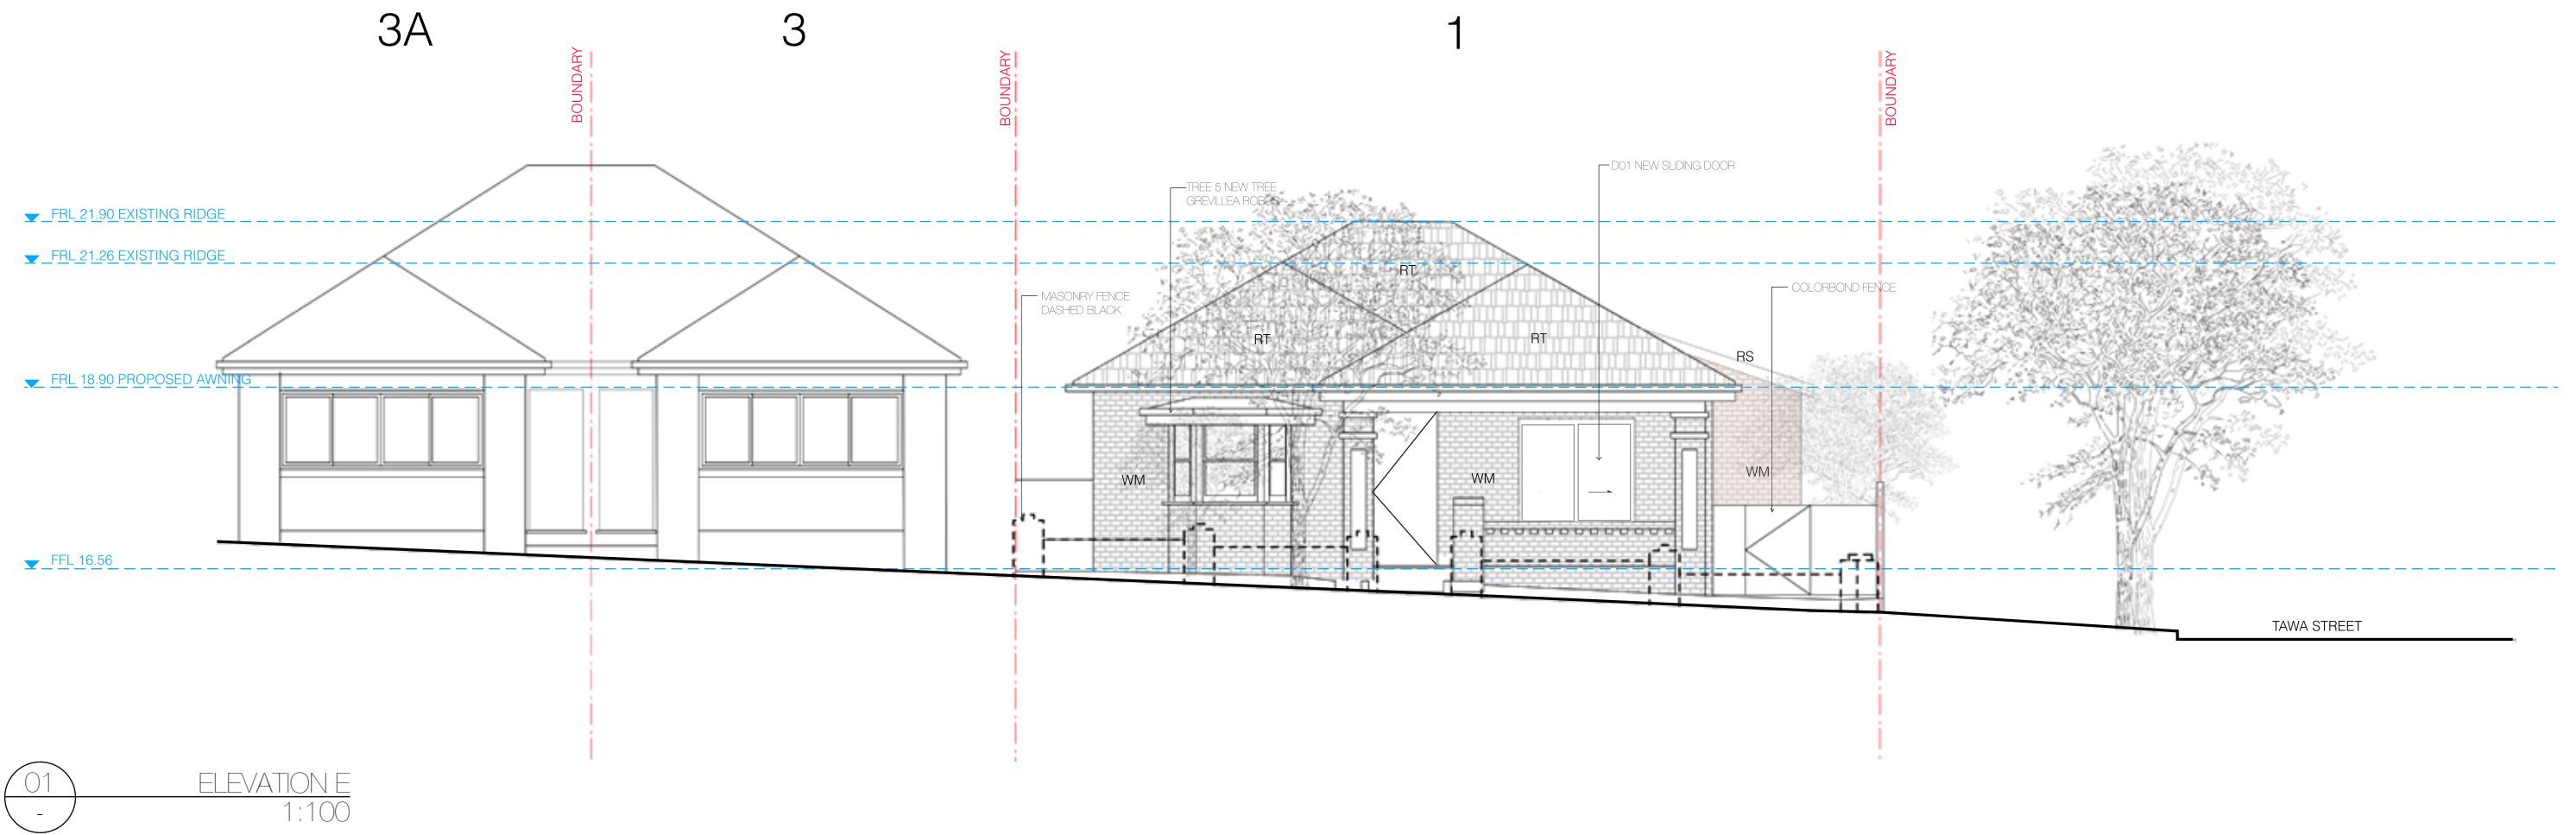 3A
3
1
BOUNDARY
BOUNDARY
BOUNDARY
D01 NEW SLIDING DOOR
TREE 5 NEW TREE
GREVILLEA
FRL 21.90 EXISTING RIDGE
FRL 21.26 EXISTING RIDGE
RT
COLORBOND FENCE
MASONRY FENCE
DASHED BLACK
RT
RT
RS
FRL 18.90 PROPOSED AWNING
WM
WM
WM
FFL 16.56
TAWA STREET
01
-
ELEVATION E
1:100